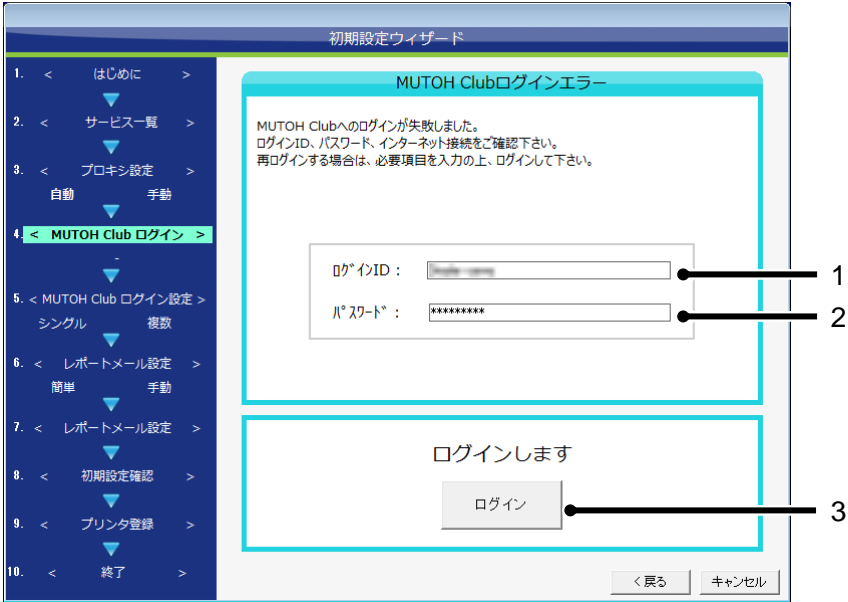 初期設定ウィザード
1. < はじめに >
2. < サービス一覧 >
3. < プロキシ設定 >
自動 手動
4. < MUTOH Club ログイン >
-
5. < MUTOH Club ログイン設定 >
シングル 複数
6. < レポートメール設定 >
簡単 手動
7. < レポートメール設定 >
8. < 初期設定確認 >
9. < プリンタ登録 >
10. < 終了 >
MUTOH Clubログインエラー
MUTOH Clubへのログインが失敗しました。
ログインID、パスワード、インターネット接続をご確認下さい。
再ログインする場合は、必要項目を入力の上、ログインして下さい。
ログインID :
1
パスワード : *********
2
ログインします
ログイン
3
<戻る キャンセル